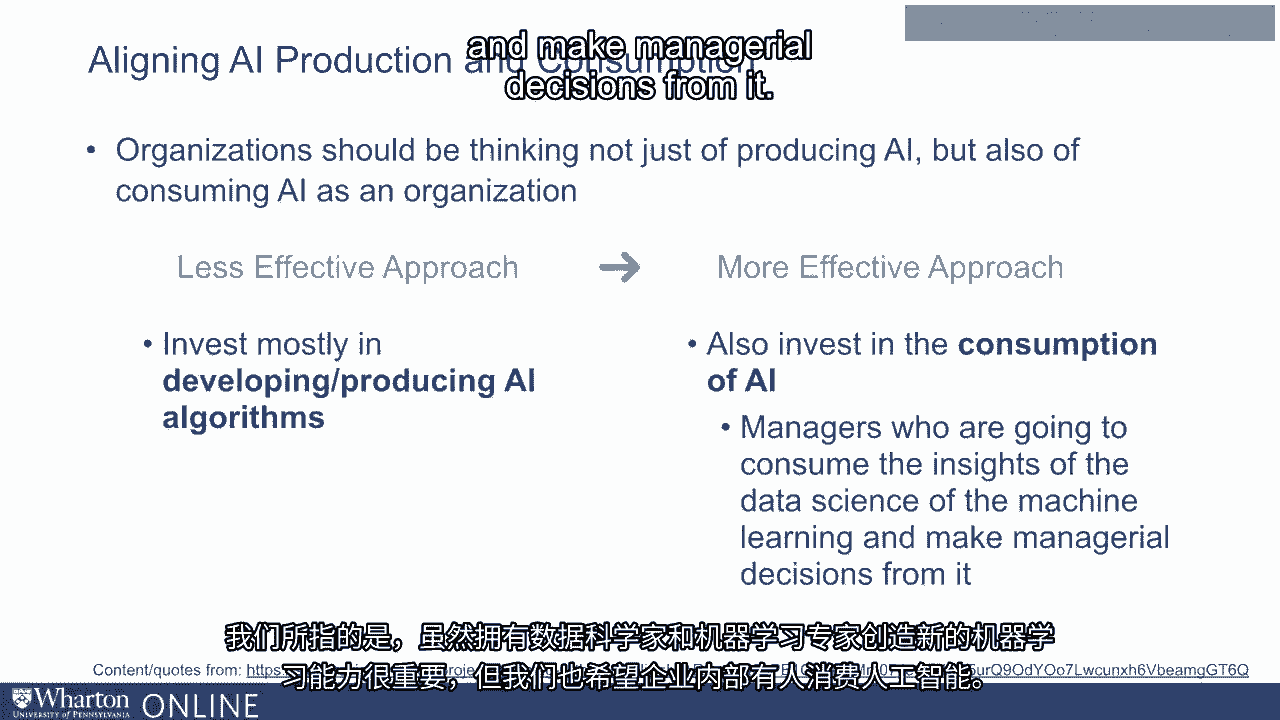 and make managerial
decisions from it.
Aligning AI Production and Consumption
• Organizations should be thinking not just of producing AI, but also of
consuming AI as an organization
Less Effective Approach → More Effective Approach
• Invest mostly in
developing/producing AI
algorithms
• Also invest in the consumption
of AI
• Managers who are going to
consume the insights of the
data science of the machine
learning and make managerial
decisions from it
我们所指的是，虽然拥有数据科学家和机器学习专家创造新的机器学
习能力很重要，但我们也希望企业内部有人消费人工智能。
Content/quotes from:
Wharton
UNIVERSITY of PENNSYLVANIA
ONLINE